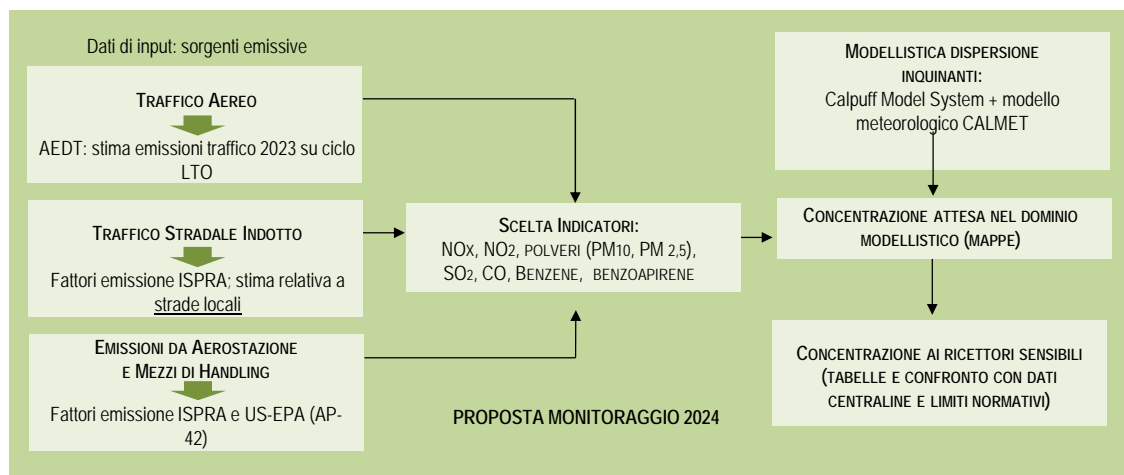 Dati di input: sorgenti emissive
TRAFFICO AEREO
AEDT: stima emissioni traffico 2023 su ciclo
LTO
TRAFFICO STRADALE INDOTTO
Fattori emissione ISPRA; stima relativa a
strade locali
EMISSIONI DA AEROSTAZIONE
E MEZZI DI HANDLING
Fattori emissione ISPRA e US-EPA (AP-
42)
SCELTA INDICATORI:
NOX, NO2, POLVERI (PM10, PM 2,5),
SO2, CO, BENZENE, BENZOAPIRENE
PROPOSTA MONITORAGGIO 2024
MODELLISTICA DISPERSIONE
INQUINANTI:
Calpuff Model System + modello
meteorologico CALMET
CONCENTRAZIONE ATTESA NEL DOMINIO
MODELLISTICO (MAPPE)
CONCENTRAZIONE AI RICETTORI SENSIBILI
(TABELLE E CONFRONTO CON DATI
CENTRALINE E LIMITI NORMATIVI)